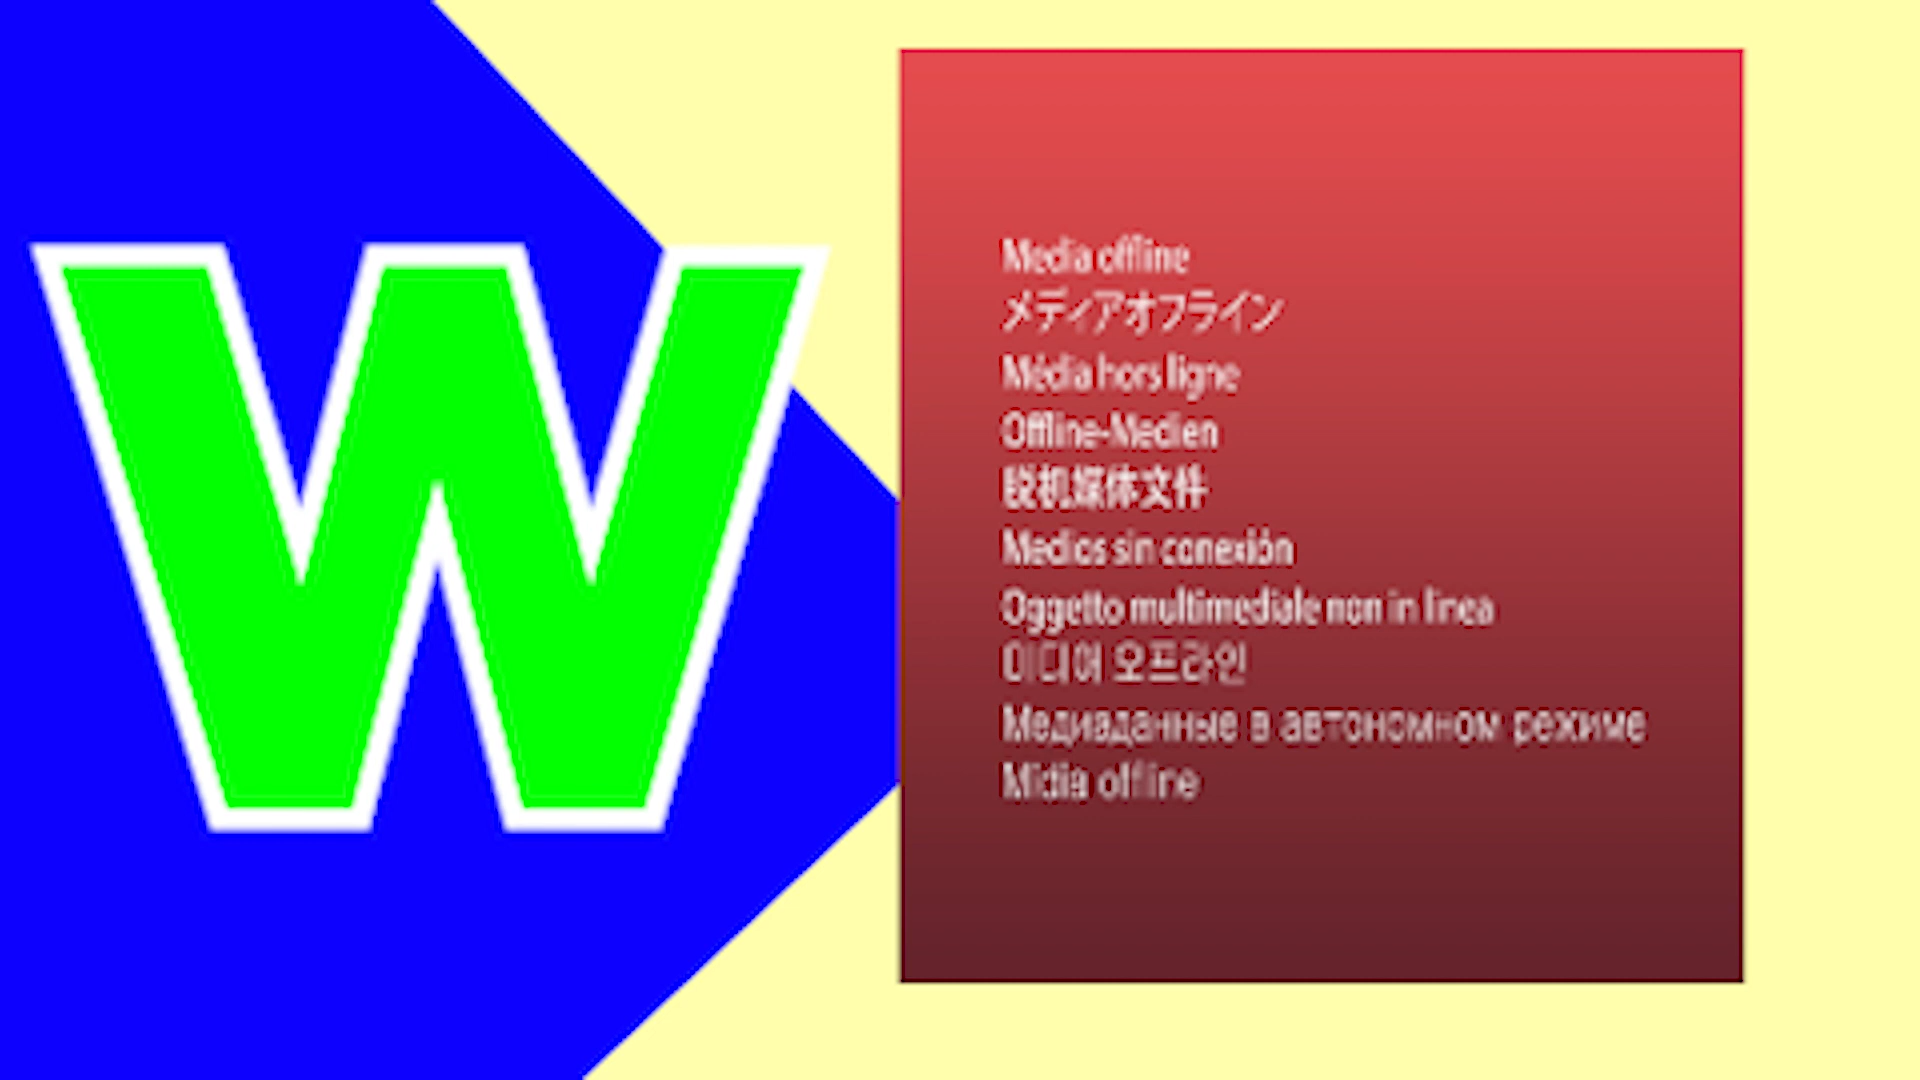 W
Media offline
メディアオフライン
Média hors ligne
Offline-Medien
脱机媒体文件
Medios sin conexión
Oggetto multimediale non in linea
미디어 오프라인
Медиаданные в автономном режиме
Mídia offline